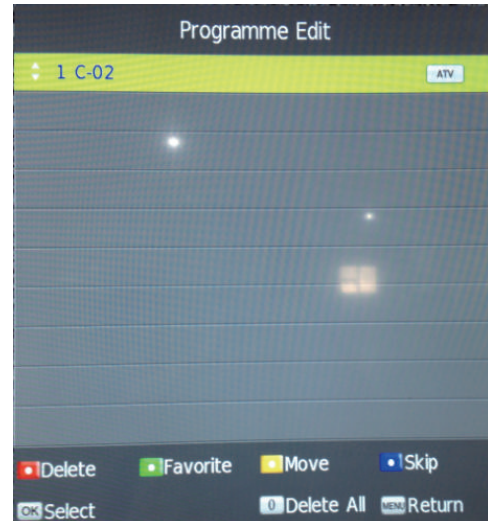 Programme Edit
1 C-02 ATV
Delete Favorite Move Skip
OK Select 0 Delete All MENU Return